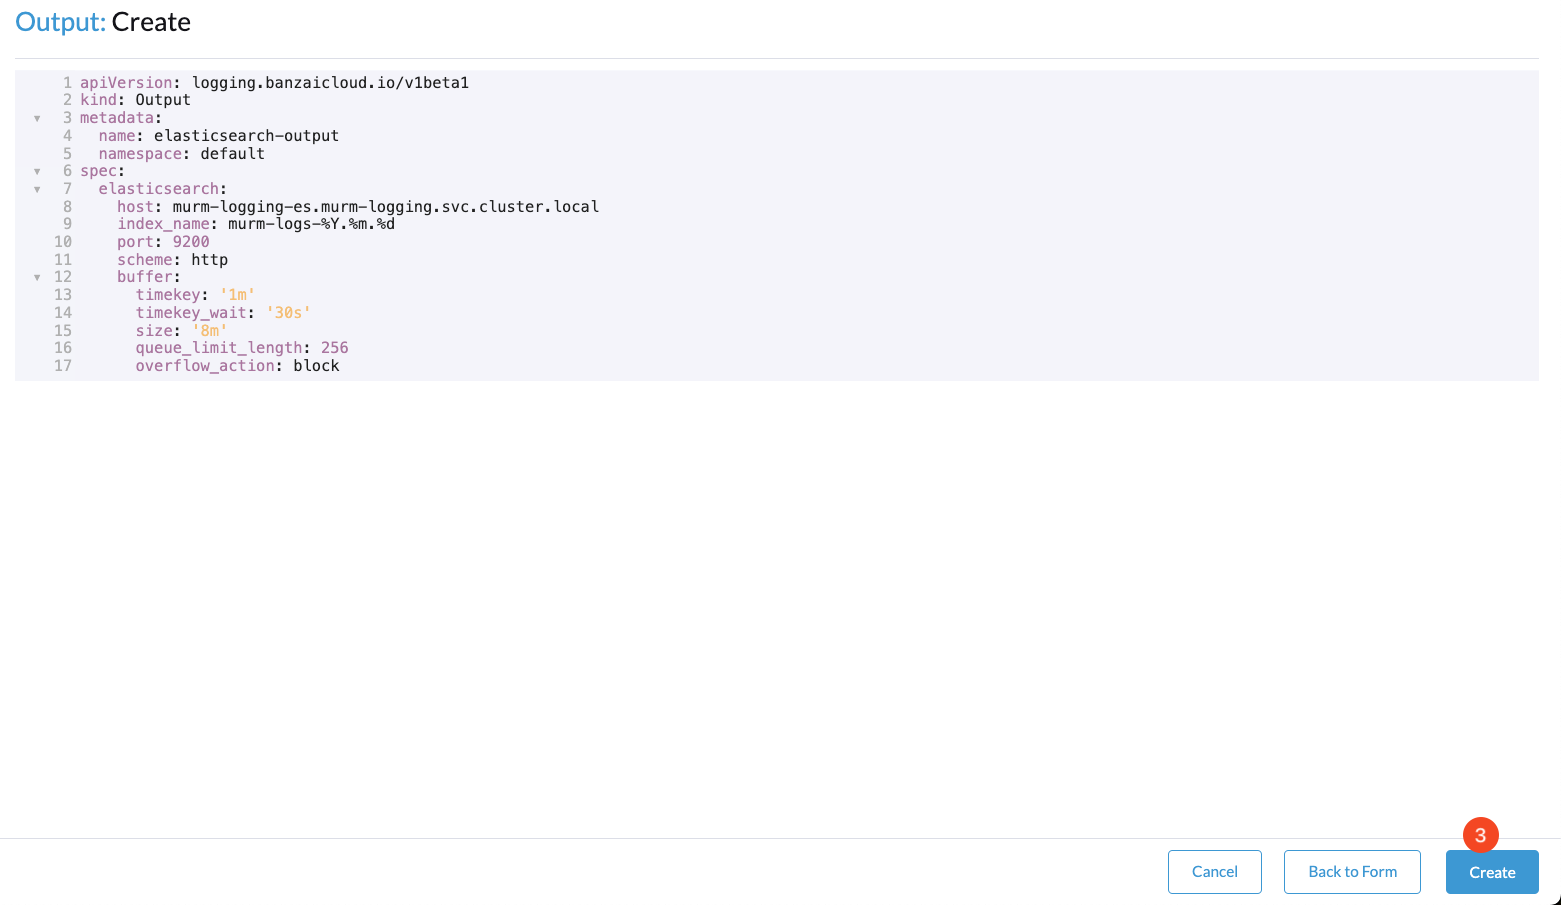 Output: Create
1 apiVersion: logging.banzaicloud.io/v1beta1
2 kind: Output
3 metadata:
4   name: elasticsearch-output
5   namespace: default
6 spec:
7   elasticsearch:
8     host: murm-logging-es.murm-logging.svc.cluster.local
9     index_name: murm-logs-%Y.%m.%d
10     port: 9200
11     scheme: http
12     buffer:
13       timekey: '1m'
14       timekey_wait: '30s'
15       size: '8m'
16       queue_limit_length: 256
17       overflow_action: block
3
Cancel Back to Form Create